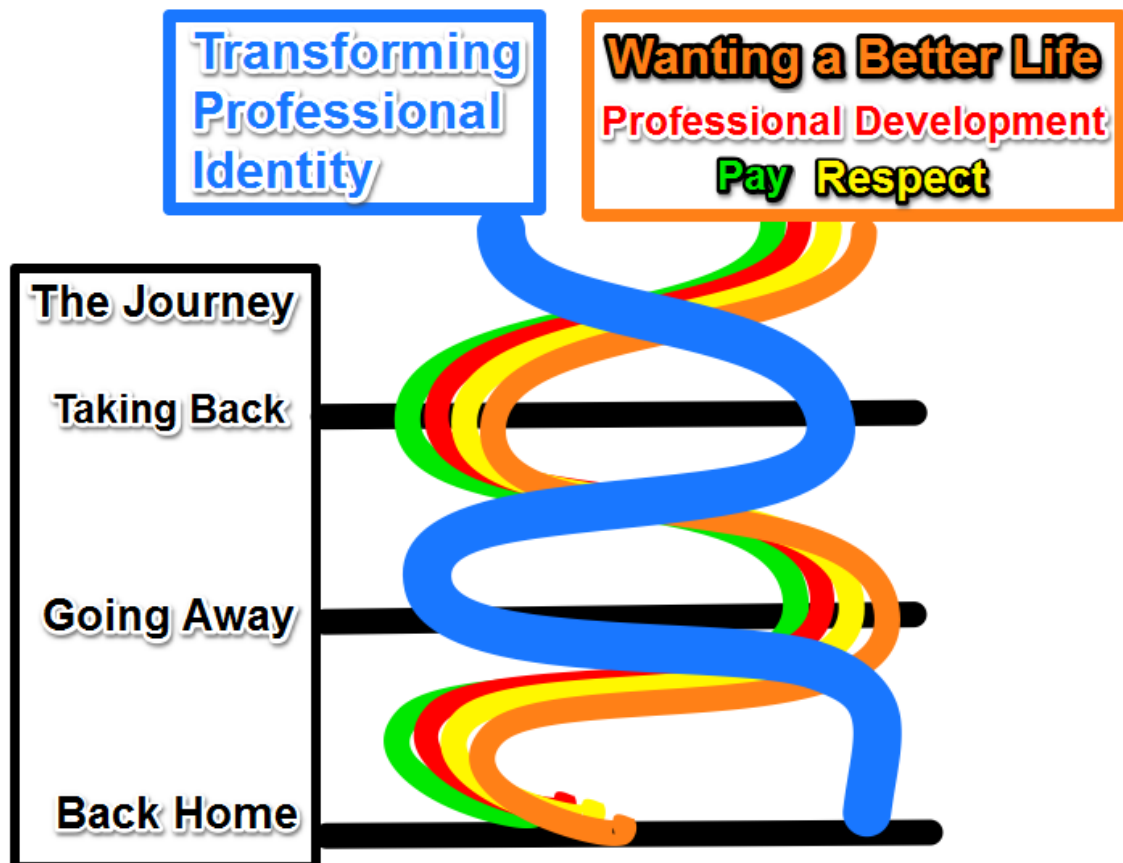 Transforming
Professional
Identity
Wanting a Better Life
Professional Development
Pay Respect
The Journey
Taking Back
Going Away
Back Home